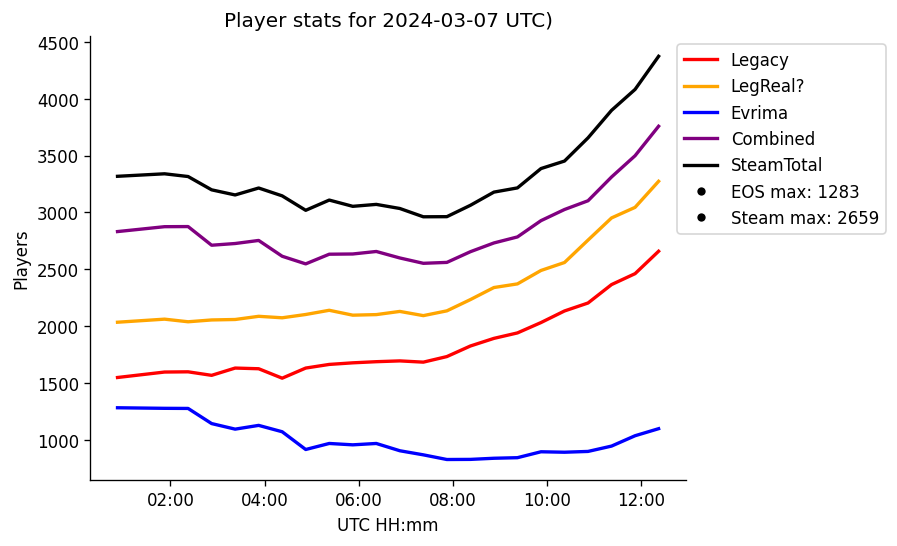 Player stats for 2024-03-07 UTC)
4500
4000
3500
3000
2500
2000
1500
1000
Players
02:00 04:00 06:00 08:00 10:00 12:00
UTC HH:mm
Legacy
LegReal?
Evrima
Combined
SteamTotal
EOS max: 1283
Steam max: 2659